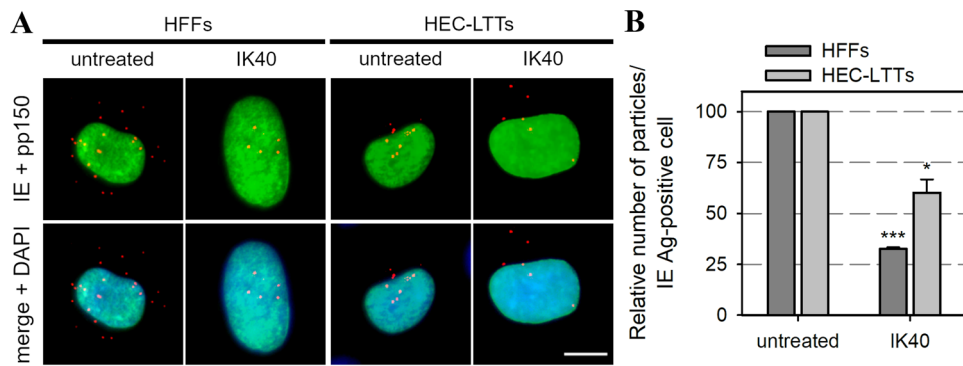 A
HFFs
HEC-LTTs
untreated
IK40
untreated
IK40
IE + pp150
merge + DAPI
B
HFFs
HEC-LTTs
Relative number of particles/
IE Ag-positive cell
100
75
50
25
0
***
*
untreated
IK40